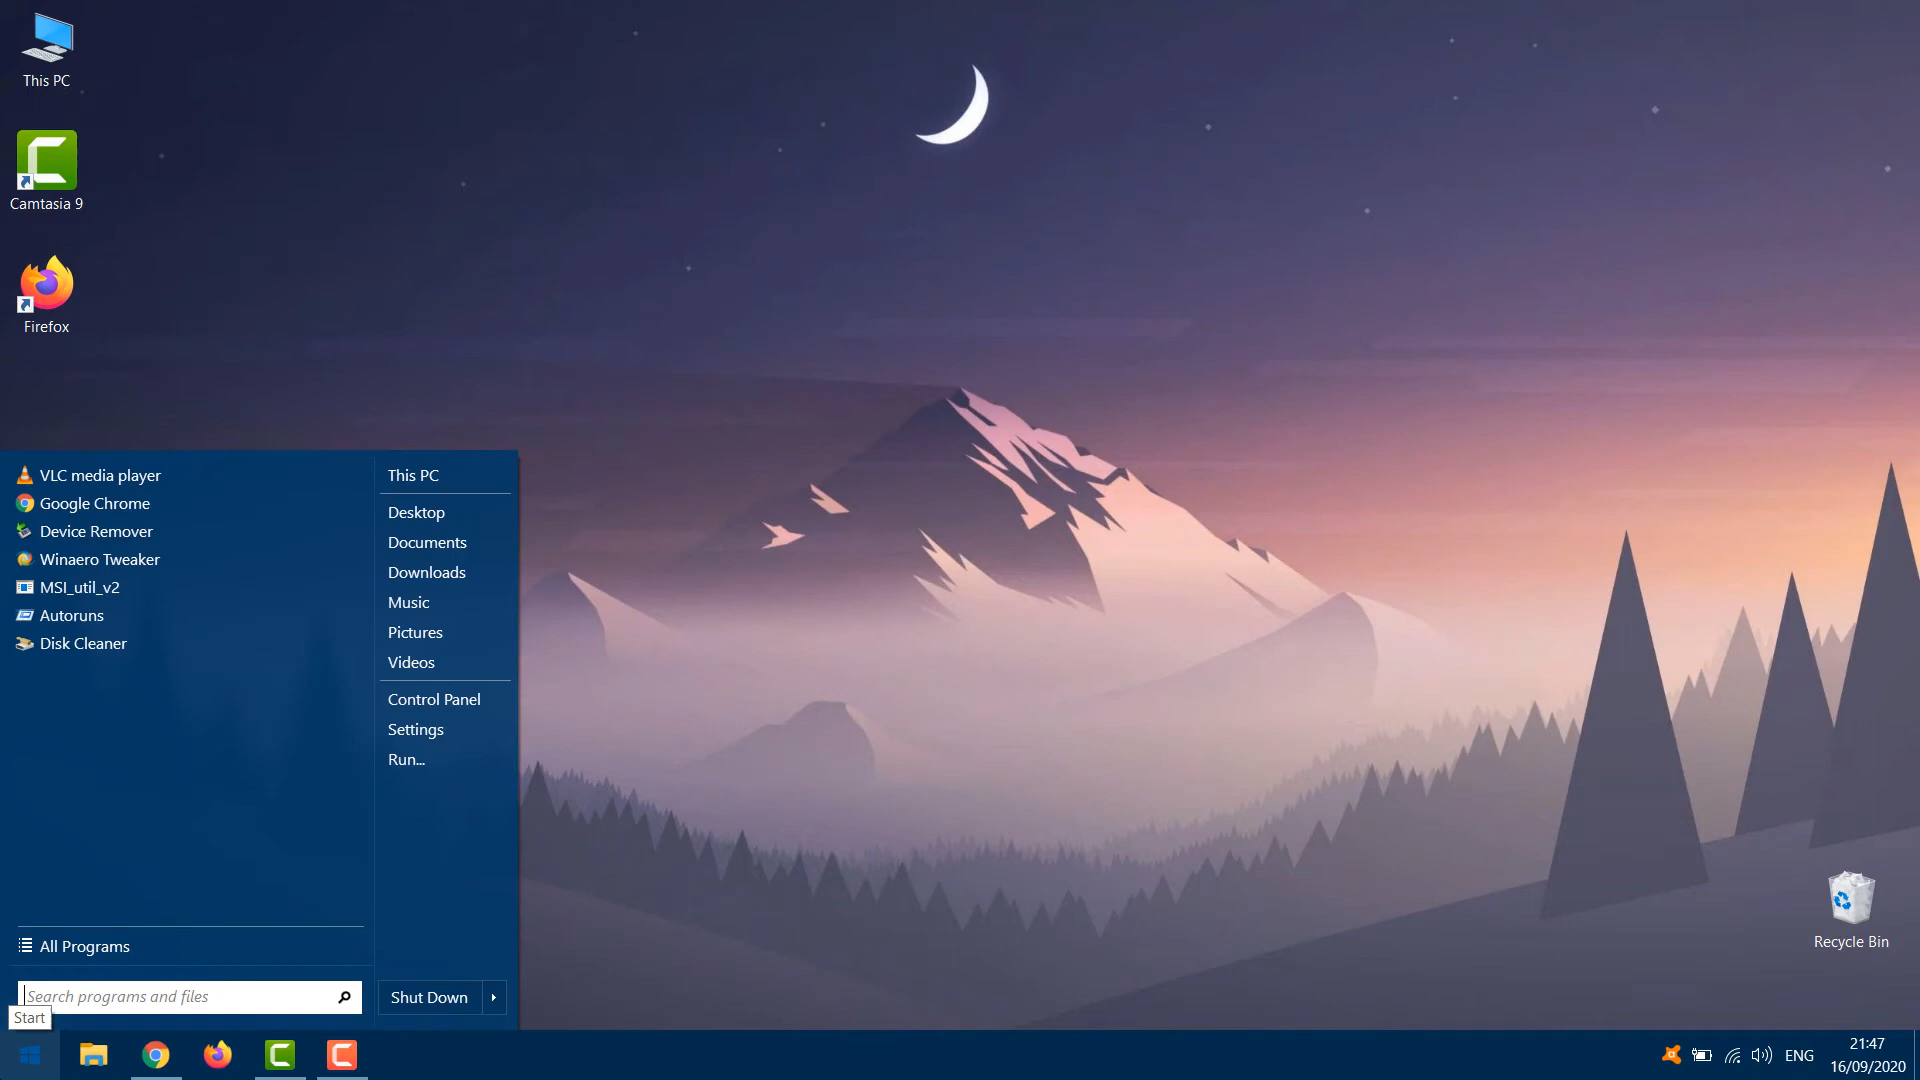 This PC
Camtasia 9
Firefox
VLC media player
Google Chrome
Device Remover
Winaero Tweaker
MSI_util_v2
Autoruns
Disk Cleaner
All Programs
Search programs and files
Start
This PC
Desktop
Documents
Downloads
Music
Pictures
Videos
Control Panel
Settings
Run...
Shut Down
Recycle Bin
ENG
21:47
16/09/2020